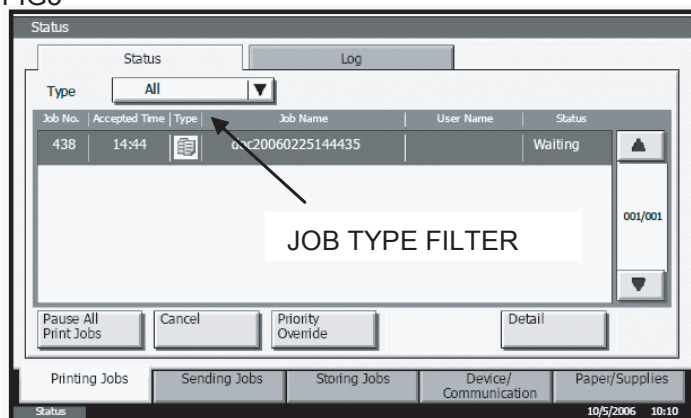 Status
Status Log
Type All
Job No. Accepted Time Type Job Name User Name Status
438 14:44 doc20060225144435 Waiting
001/001
JOB TYPE FILTER
Pause All
Print Jobs
Cancel
Priority
Override
Detail
Printing Jobs Sending Jobs Storing Jobs Device/
Communication
Paper/Supplies
Status 10/5/2006 10:10